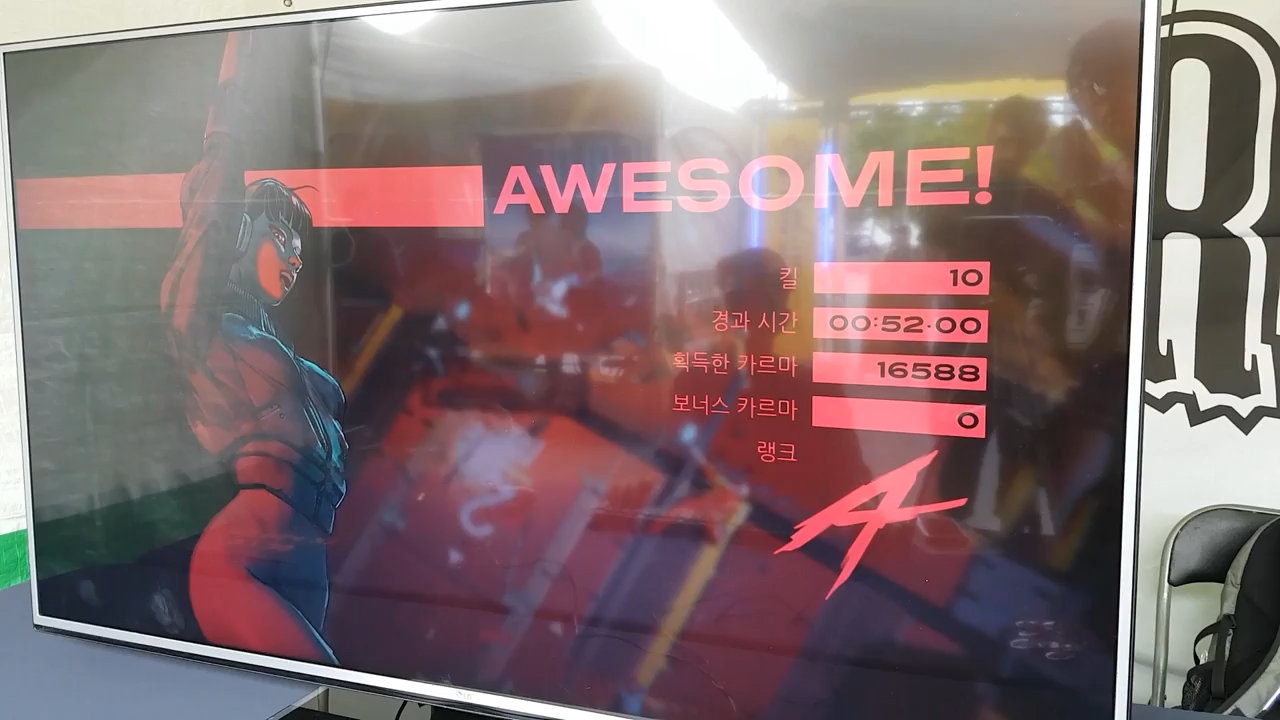 AWESOME!
킬 10
경과 시간 00:52.00
획득한 카르마 16588
보너스 카르마 0
랭크 A
R
LG